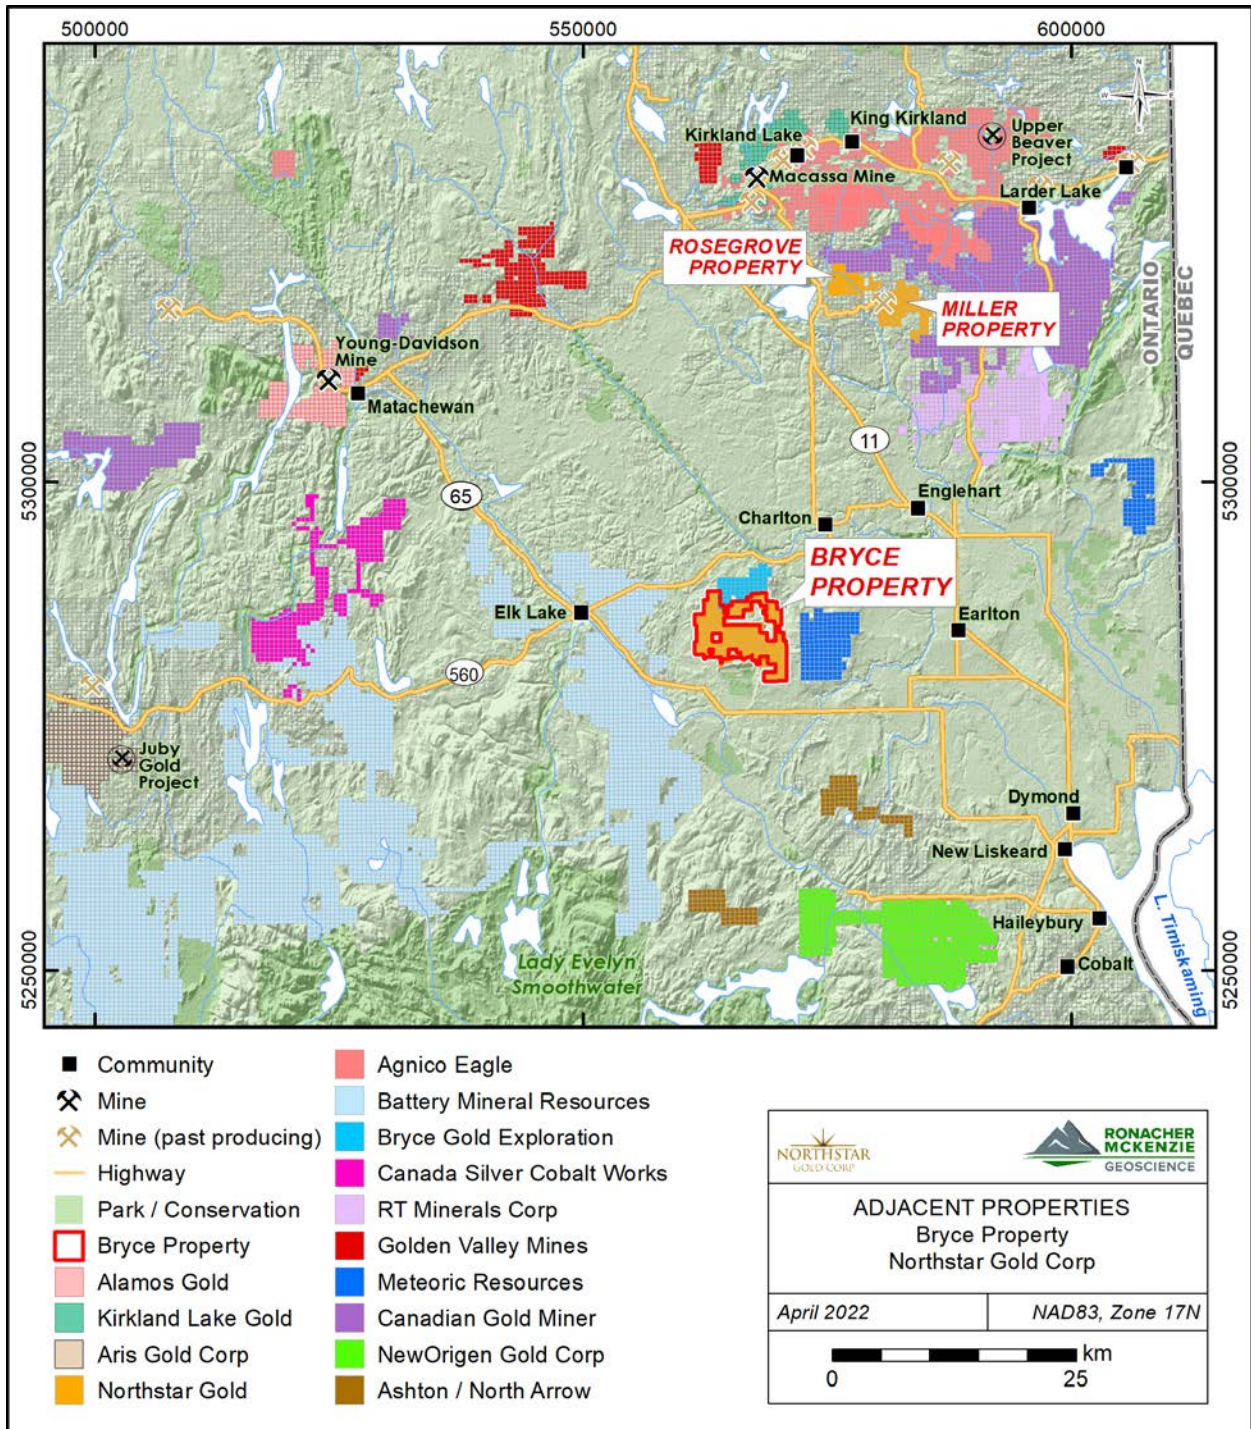 500000
550000
600000
N
W
E
S
King Kirkland
Kirkland Lake
Upper
Beaver
Project
Macassa Mine
Larder Lake
ROSEGROVE
PROPERTY
MILLER
PROPERTY
ONTARIO
QUEBEC
Young-Davidson
Mine
Matachewan
11
5300000
5300000
65
Englehart
Charlton
BRYCE
PROPERTY
Elk Lake
Earlton
560
Juby
Gold
Project
Dymond
New Liskeard
Haileybury
L. Timiskaming
Lady Evelyn
Smoothwater
Cobalt
5250000
5250000
Community
Mine
Mine (past producing)
Highway
Park / Conservation
Bryce Property
Alamos Gold
Kirkland Lake Gold
Aris Gold Corp
Northstar Gold
Agnico Eagle
Battery Mineral Resources
Bryce Gold Exploration
Canada Silver Cobalt Works
RT Minerals Corp
Golden Valley Mines
Meteoric Resources
Canadian Gold Miner
NewOrigen Gold Corp
Ashton / North Arrow
NORTHSTAR
GOLD CORP
RONACHER
MCKENZIE
GEOSCIENCE
ADJACENT PROPERTIES
Bryce Property
Northstar Gold Corp
April 2022
NAD83, Zone 17N
km
0
25